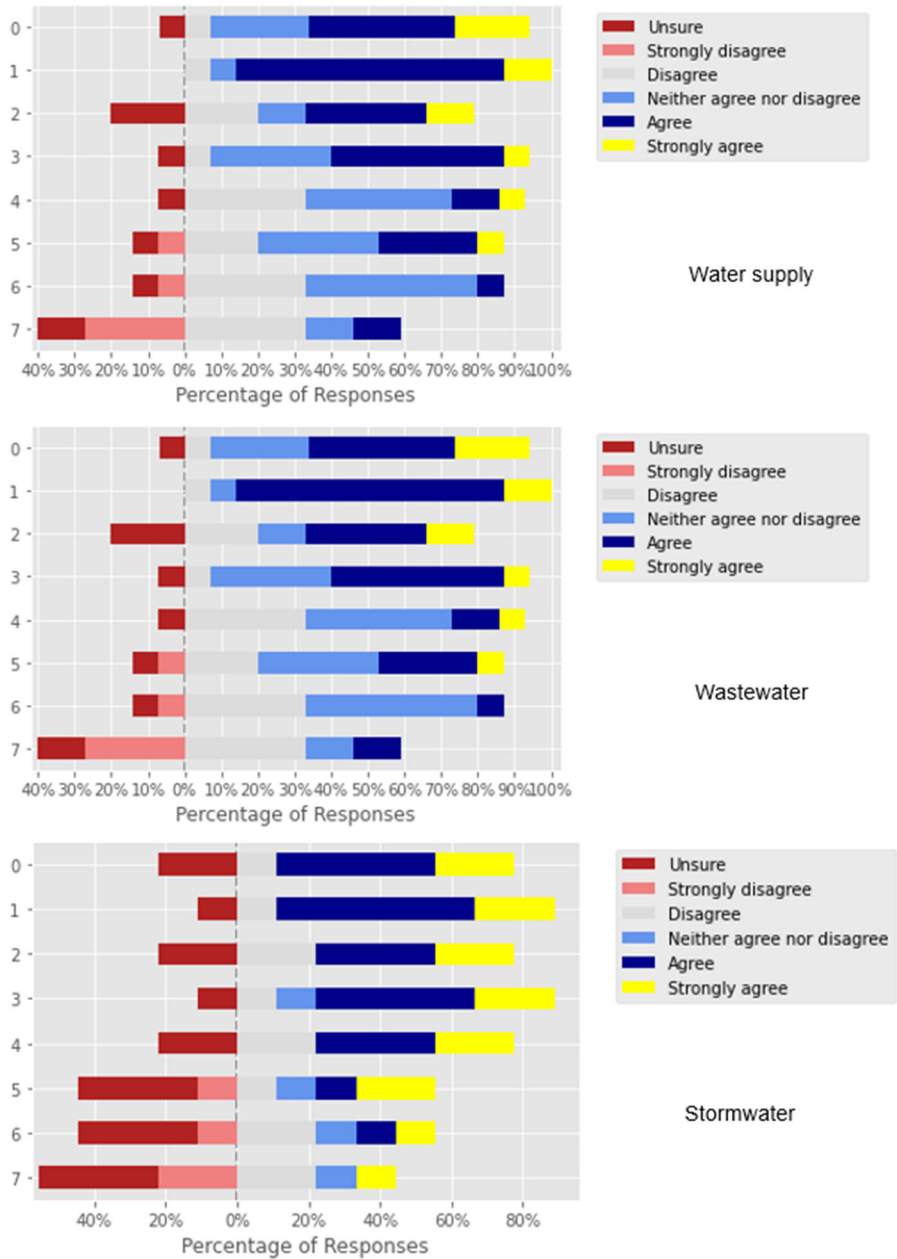 0
1
2
3
4
5
6
7
40% 30% 20% 10% 0% 10% 20% 30% 40% 50% 60% 70% 80% 90% 100%
Percentage of Responses
Unsure
Strongly disagree
Disagree
Neither agree nor disagree
Agree
Strongly agree
Water supply
0
1
2
3
4
5
6
7
40% 30% 20% 10% 0% 10% 20% 30% 40% 50% 60% 70% 80% 90% 100%
Percentage of Responses
Unsure
Strongly disagree
Disagree
Neither agree nor disagree
Agree
Strongly agree
Wastewater
0
1
2
3
4
5
6
7
40% 20% 0% 20% 40% 60% 80%
Percentage of Responses
Unsure
Strongly disagree
Disagree
Neither agree nor disagree
Agree
Strongly agree
Stormwater